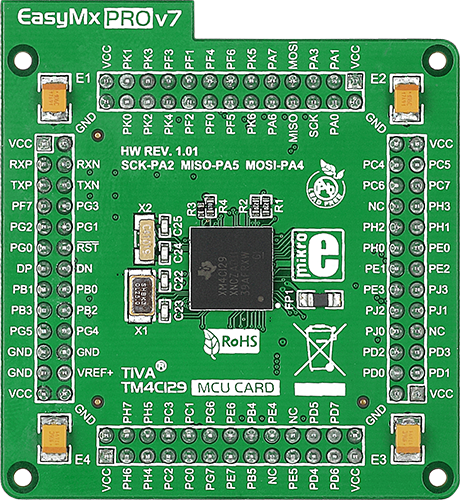 EasyMx PRO v7
VCC PK1 PK3 PF3 PF1 PF4 PF6 PK5 PA7 MOSI PA3 PA1 VCC
E1
E2
PK0 PK2 PK4 PF2 PF0 PF5 PK6 PA6 MISO SCK PA0
GND
GND
HW REV. 1.01
SCK-PA2 MISO-PA5 MOSI-PA4
VCC
RXP RXN
TXP TXN
PF7 PG3
PG2 PG1
PG0 RST
DP DN
PB1 PB0
PB3 PB2
PG5 PG4
GND GND
GND VREF+
VCC
GND
VCC
PC4 PC5
PC6 PC7
NC PH3
PH2 PH1
PH0 PE0
PE1 PE2
PE3 PJ1
PJ0 NC
PD2 PD3
PD0 PD1
VCC
GND
LEAD FREE
R3
R4
R2
R1
X2
C25
C24
C22
C23
X1
XM4C129
mikro e
FP1
RoHS
TIVA®
TM4C129 MCU CARD
PH7 PH5 PC3 PC1 PG6 PE6 PB4 PE4 NC PD5 PD7
E4
E3
VCC PH6 PH4 PC2 PC0 PG7 PE7 PB5 NC PE5 PD4 PD6 VCC